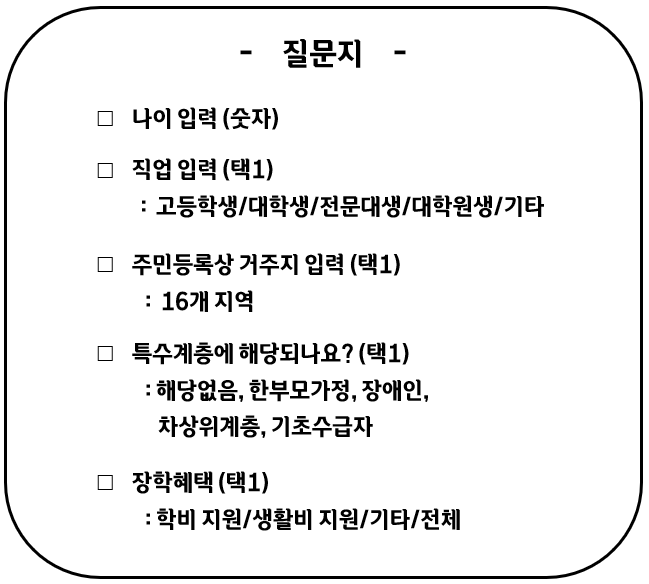 - 질문지 -
□ 나이 입력 (숫자)
□ 직업 입력 (택1)
: 고등학생/대학생/전문대생/대학원생/기타
□ 주민등록상 거주지 입력 (택1)
: 16개 지역
□ 특수계층에 해당되나요? (택1)
: 해당없음, 한부모가정, 장애인,
차상위계층, 기초수급자
□ 장학혜택 (택1)
: 학비 지원/생활비 지원/기타/전체